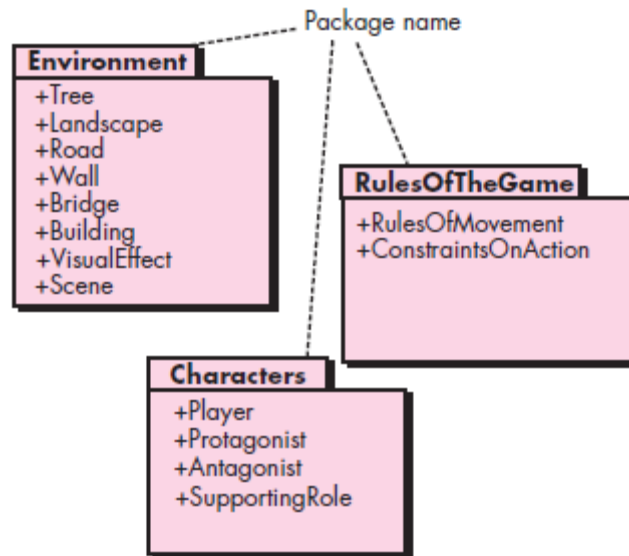 Package name
Environment
+Tree
+Landscape
+Road
+Wall
+Bridge
+Building
+VisualEffect
+Scene
RulesOfTheGame
+RulesOfMovement
+ConstraintsOnAction
Characters
+Player
+Protagonist
+Antagonist
+SupportingRole